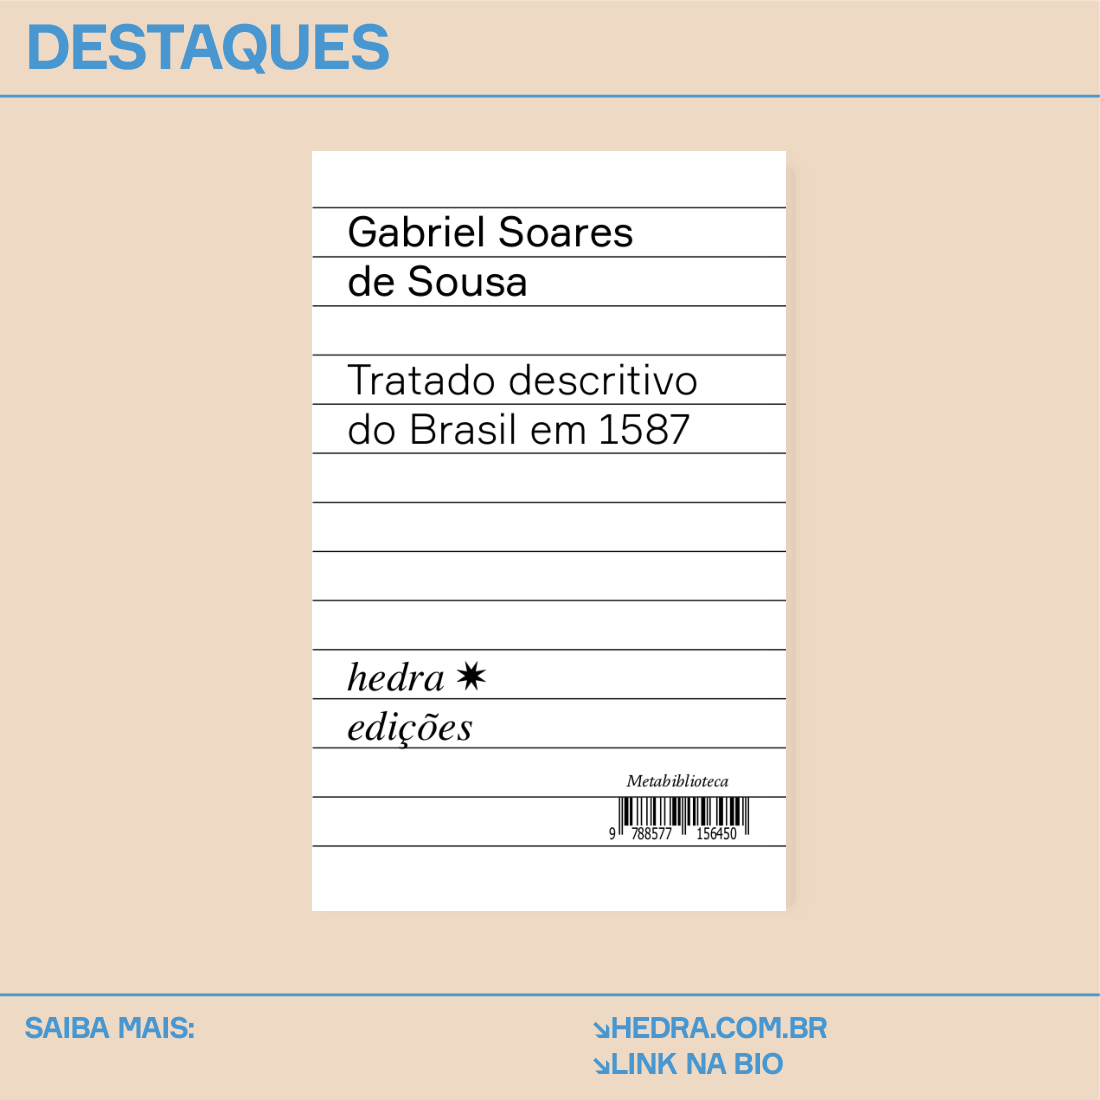 DESTAQUES
Gabriel Soares
de Sousa
Tratado descritivo
do Brasil em 1587
hedra ✷
edições
Metabiblioteca
9 788577 156450
SAIBA MAIS:
↘HEDRA.COM.BR
↘LINK NA BIO